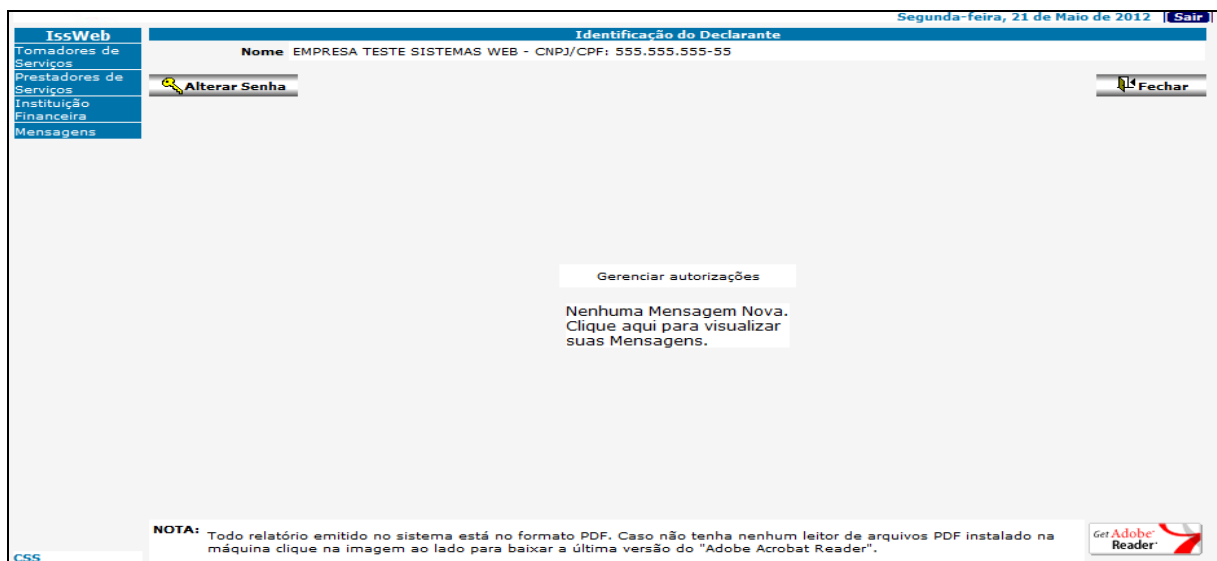 Segunda-feira, 21 de Maio de 2012 [Sair]
IssWeb
Tomadores de
Serviços
Prestadores de
Serviços
Instituição
Financeira
Mensagens
Identificação do Declarante
Nome EMPRESA TESTE SISTEMAS WEB - CNPJ/CPF: 555.555.555-55
Alterar Senha
Fechar
Gerenciar autorizações
Nenhuma Mensagem Nova.
Clique aqui para visualizar
suas Mensagens.
NOTA: Todo relatório emitido no sistema está no formato PDF. Caso não tenha nenhum leitor de arquivos PDF instalado na
máquina clique na imagem ao lado para baixar a última versão do "Adobe Acrobat Reader".
Get Adobe
Reader
CSS